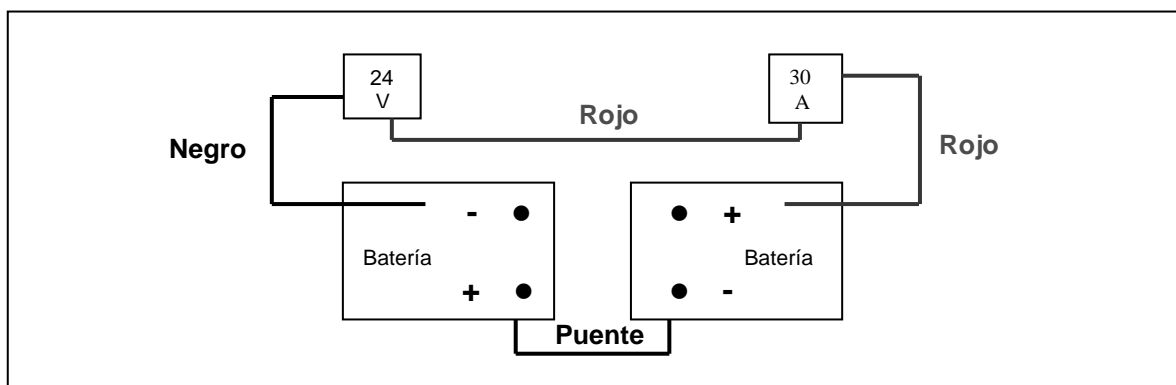 24
V
30
A
Rojo
Negro
Rojo
-
+
Batería
Batería
+
-
Puente